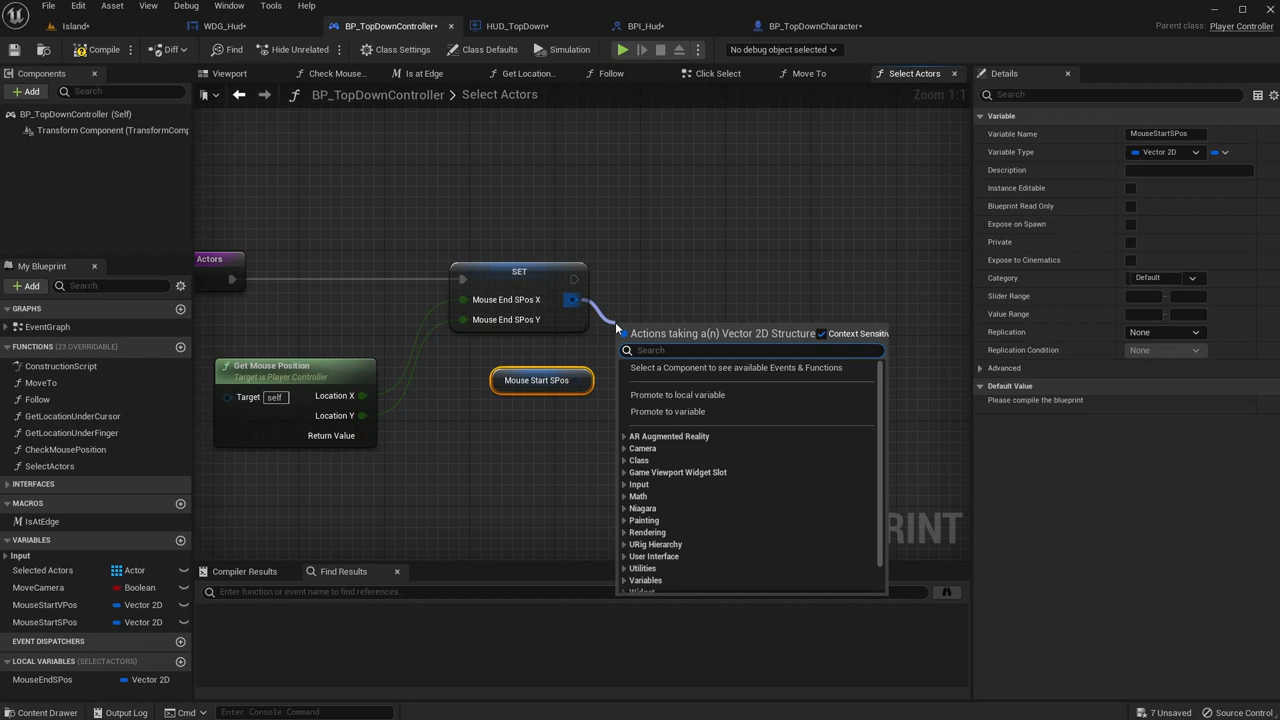 File Edit Asset View Debug Window Tools Help
Island* WDG_Hud* BP_TopDownController* HUD_TopDown* BPI_Hud* BP_TopDownCharacter* Parent class: Player Controller
Compile Diff Find Hide Unrelated Class Settings Class Defaults Simulation No debug object selected
Components Viewport Check Mouse... Is at Edge Get Location... Follow Click Select Move To Select Actors Details
Add Search BP_TopDownController Select Actors Zoom 1:1 Search
BP_TopDownController (Self)
Transform Component (TransformComp
Variable
Variable Name MouseStartSPos
Variable Type Vector 2D
Description
Instance Editable
Blueprint Read Only
Expose on Spawn
Private
Expose to Cinematics
Category Default
Slider Range
Value Range
Replication None
Replication Condition None
Advanced
Default Value
Please compile the blueprint
My Blueprint
Add Search
GRAPHS
EventGraph
FUNCTIONS (23 OVERRIDABLE)
ConstructionScript
MoveTo
Follow
GetLocationUnderCursor
GetLocationUnderFinger
CheckMousePosition
SelectActors
INTERFACES
MACROS
IsAtEdge
VARIABLES
Input
Selected Actors Actor
MoveCamera Boolean
MouseStartVPos Vector 2D
MouseStartSPos Vector 2D
EVENT DISPATCHERS
LOCAL VARIABLES (SELECTACTORS)
MouseEndSPos Vector 2D
Actors
SET
Mouse End SPos X
Mouse End SPos Y
Get Mouse Position
Target is Player Controller
Target self Location X
Location Y
Return Value
Mouse Start SPos
Actions taking a(n) Vector 2D Structure Context Sensitiv
Search
Select a Component to see available Events & Functions
Promote to local variable
Promote to variable
AR Augmented Reality
Camera
Class
Game Viewport Widget Slot
Input
Math
Niagara
Painting
Rendering
URig Hierarchy
User Interface
Utilities
Variables
Widget
RINT
Compiler Results Find Results
Enter function or event name to find references...
Content Drawer Output Log Cmd Enter Console Command 7 Unsaved Source Control